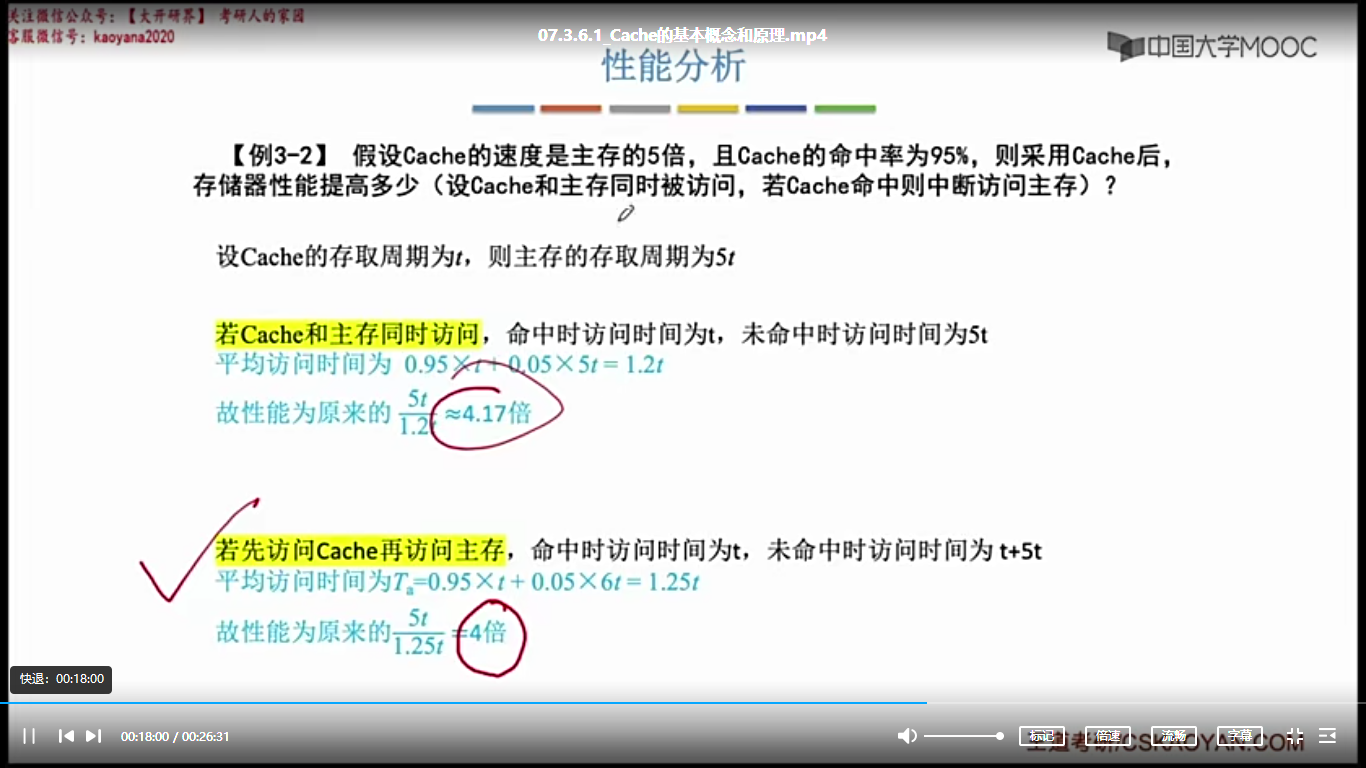 关注微信公众号：【大开研界】 考研人的家园
客服微信号：kaoyana2020
07.3.6.1_Cache的基本概念和原理.mp4
中国大学MOOC
性能分析
【例3-2】 假设Cache的速度是主存的5倍，且Cache的命中率为95%，则采用Cache后，
存储器性能提高多少（设Cache和主存同时被访问，若Cache命中则中断访问主存）？
设Cache的存取周期为t，则主存的存取周期为5t
若Cache和主存同时访问，命中时访问时间为t，未命中时访问时间为5t
平均访问时间为 0.95×t + 0.05×5t = 1.2t
故性能为原来的 5t/1.2t ≈4.17倍
若先访问Cache再访问主存，命中时访问时间为t，未命中时访问时间为 t+5t
平均访问时间为Ta=0.95×t + 0.05×6t = 1.25t
故性能为原来的 5t/1.25t =4倍
快退：00:18:00
00:18:00 / 00:26:31
标记
倍速
流畅
字幕
王道考研/CSKAOYAN.COM